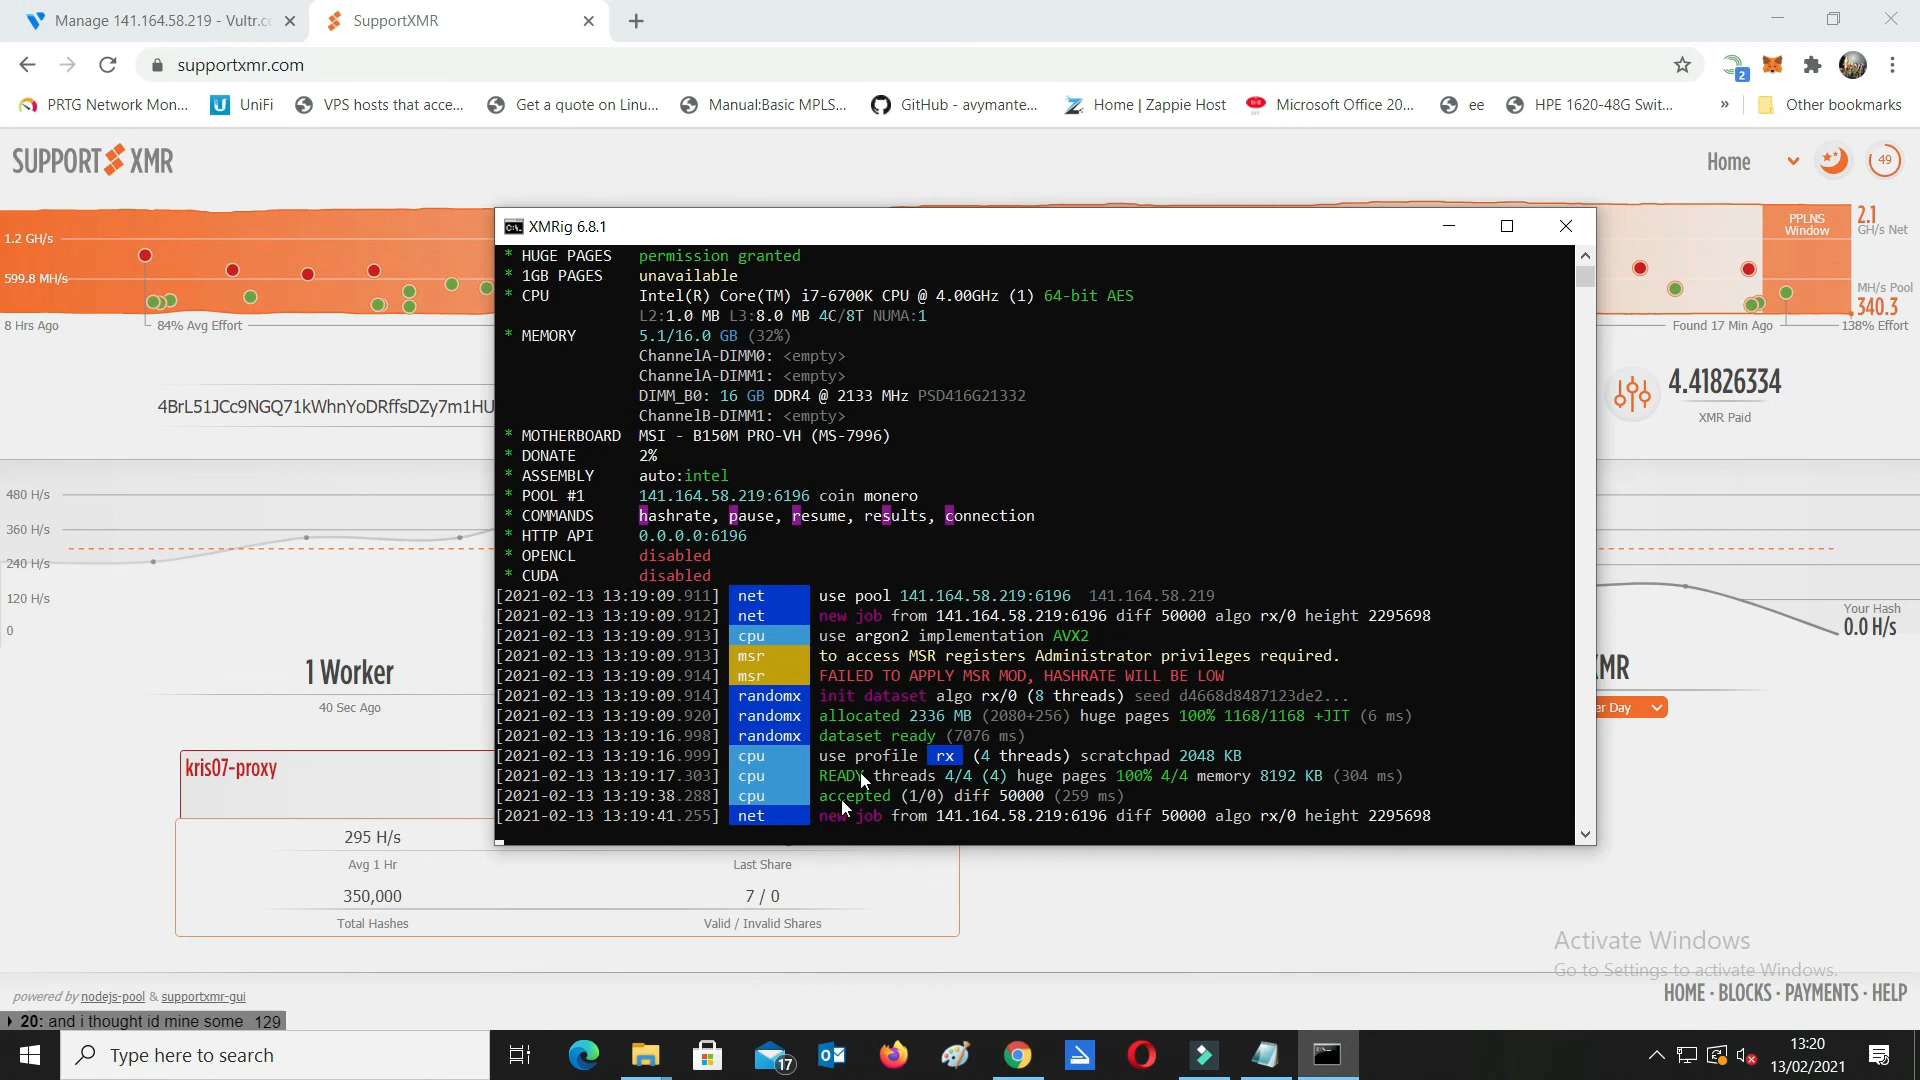 Manage 141.164.58.219 - Vultr.c
SupportXMR
supportxmr.com
2
PRTG Network Mon...
UniFi
VPS hosts that acce...
Get a quote on Linu...
Manual:Basic MPLS...
GitHub - avymante...
Home | Zappie Host
Microsoft Office 20...
ee
HPE 1620-48G Swit...
»
Other bookmarks
SUPPORT XMR
Home
49
1.2 GH/s
599.8 MH/s
PPLNS
Window
2.1
GH/s Net
MH/s Pool
340.3
8 Hrs Ago
84% Avg Effort
Found 17 Min Ago
138% Effort
4BrL51JCc9NGQ71kWhnYoDRffsDZy7m1HU
4.41826334
XMR Paid
480 H/s
360 H/s
240 H/s
120 H/s
0
Your Hash
0.0 H/s
1 Worker
40 Sec Ago
XMR
er Day
kris07-proxy
295 H/s
Avg 1 Hr
Last Share
350,000
7 / 0
Total Hashes
Valid / Invalid Shares
XMRig 6.8.1
* HUGE PAGES permission granted
* 1GB PAGES unavailable
* CPU Intel(R) Core(TM) i7-6700K CPU @ 4.00GHz (1) 64-bit AES
L2:1.0 MB L3:8.0 MB 4C/8T NUMA:1
* MEMORY 5.1/16.0 GB (32%)
ChannelA-DIMM0: <empty>
ChannelA-DIMM1: <empty>
DIMM_B0: 16 GB DDR4 @ 2133 MHz PSD416G21332
ChannelB-DIMM1: <empty>
* MOTHERBOARD MSI - B150M PRO-VH (MS-7996)
* DONATE 2%
* ASSEMBLY auto:intel
* POOL #1 141.164.58.219:6196 coin monero
* COMMANDS hashrate, pause, resume, results, connection
* HTTP API 0.0.0.0:6196
* OPENCL disabled
* CUDA disabled
[2021-02-13 13:19:09.911] net use pool 141.164.58.219:6196 141.164.58.219
[2021-02-13 13:19:09.912] net new job from 141.164.58.219:6196 diff 50000 algo rx/0 height 2295698
[2021-02-13 13:19:09.913] cpu use argon2 implementation AVX2
[2021-02-13 13:19:09.913] msr to access MSR registers Administrator privileges required.
[2021-02-13 13:19:09.914] msr FAILED TO APPLY MSR MOD, HASHRATE WILL BE LOW
[2021-02-13 13:19:09.914] randomx init dataset algo rx/0 (8 threads) seed d4668d8487123de2...
[2021-02-13 13:19:09.920] randomx allocated 2336 MB (2080+256) huge pages 100% 1168/1168 +JIT (6 ms)
[2021-02-13 13:19:16.998] randomx dataset ready (7076 ms)
[2021-02-13 13:19:16.999] cpu use profile rx (4 threads) scratchpad 2048 KB
[2021-02-13 13:19:17.303] cpu READY threads 4/4 (4) huge pages 100% 4/4 memory 8192 KB (304 ms)
[2021-02-13 13:19:38.288] cpu accepted (1/0) diff 50000 (259 ms)
[2021-02-13 13:19:41.255] net new job from 141.164.58.219:6196 diff 50000 algo rx/0 height 2295698
Activate Windows
Go to Settings to activate Windows.
powered by nodejs-pool & supportxmr-gui
HOME · BLOCKS · PAYMENTS · HELP
20: and i thought id mine some 129
Type here to search
17
13:20
13/02/2021